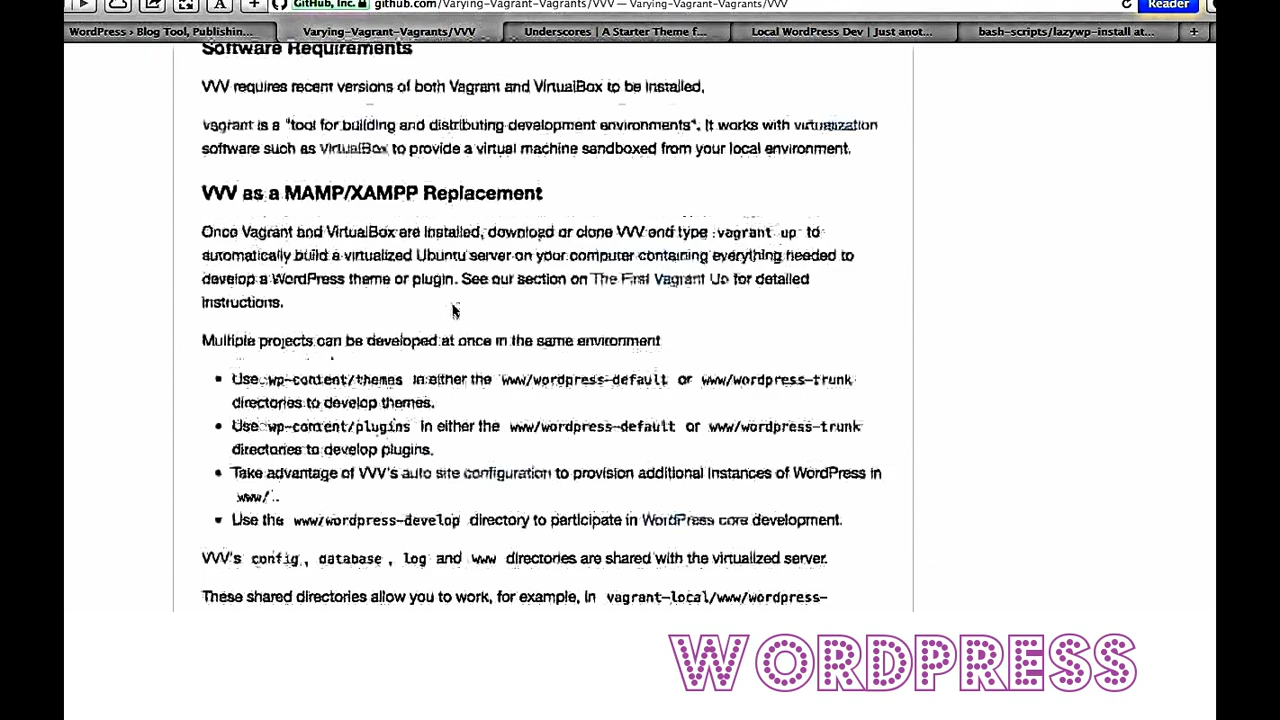 GitHub, Inc. github.com/Varying-Vagrant-Vagrants/VVV — Varying-Vagrant-Vagrants/VVV Reader
WordPress › Blog Tool, Publishin... Varying-Vagrant-Vagrants/VVV Underscores | A Starter Theme f... Local WordPress Dev | Just anot... bash-scripts/lazywp-install at...
Software Requirements
VVV requires recent versions of both Vagrant and VirtualBox to be installed.
Vagrant is a "tool for building and distributing development environments". It works with virtualization
software such as VirtualBox to provide a virtual machine sandboxed from your local environment.
VVV as a MAMP/XAMPP Replacement
Once Vagrant and VirtualBox are installed, download or clone VVV and type vagrant up to
automatically build a virtualized Ubuntu server on your computer containing everything needed to
develop a WordPress theme or plugin. See our section on The First Vagrant Up for detailed
instructions.
Multiple projects can be developed at once in the same environment
• Use wp-content/themes in either the www/wordpress-default or www/wordpress-trunk
directories to develop themes.
• Use wp-content/plugins in either the www/wordpress-default or www/wordpress-trunk
directories to develop plugins.
• Take advantage of VVV's auto site configuration to provision additional instances of WordPress in
www/.
• Use the www/wordpress-develop directory to participate in WordPress core development.
VVV's config, database, log and www directories are shared with the virtualized server.
These shared directories allow you to work, for example, in vagrant-local/www/wordpress-
WORDPRESS